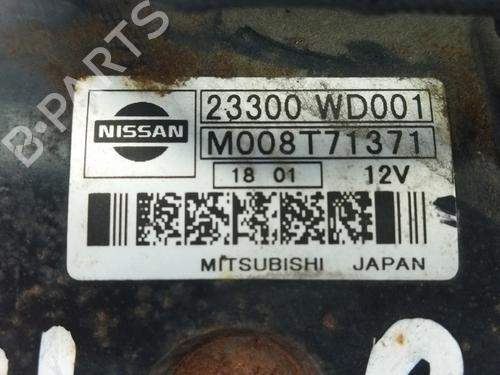 B-PARTS
NISSAN
23300 WD001
M008T71371
18 01
12V
MITSUBISHI JAPAN